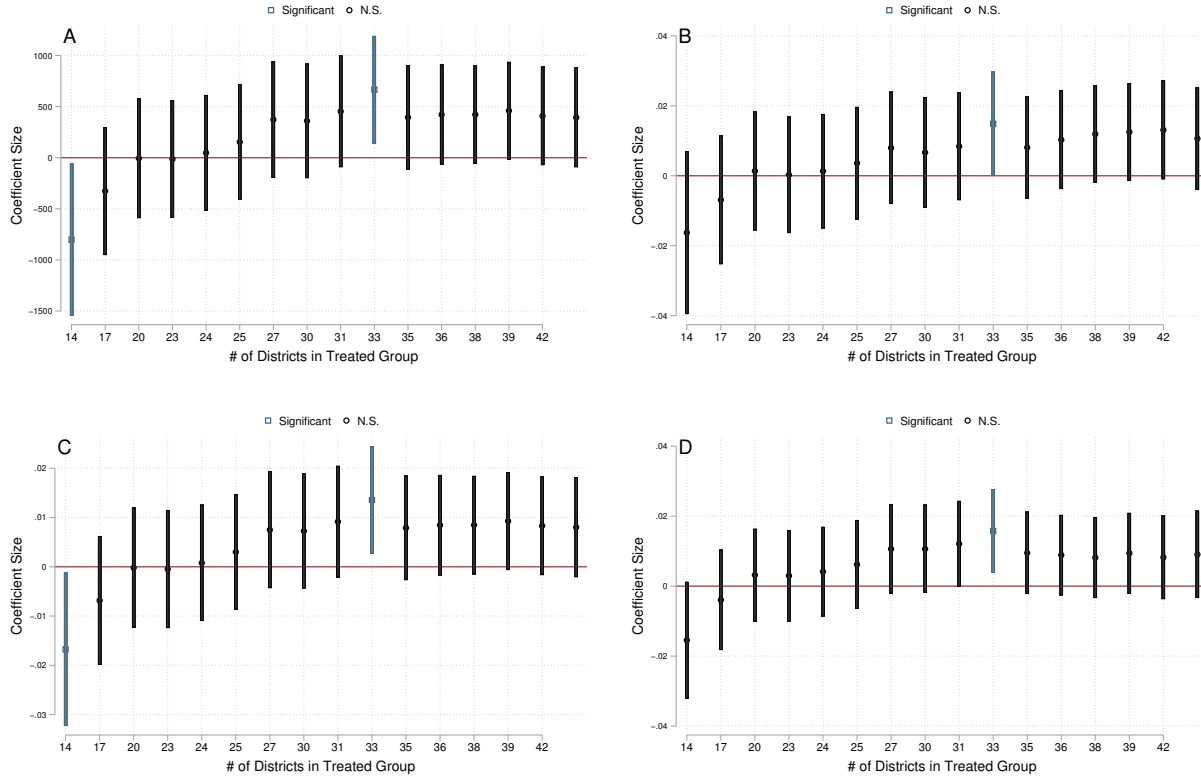 Significant N.S.
A
1000
500
0
−500
−1000
−1500
Coefficient Size
14 17 20 23 24 25 27 30 31 33 35 36 38 39 42
# of Districts in Treated Group
Significant N.S.
B
.04
.02
0
−.02
−.04
Coefficient Size
14 17 20 23 24 25 27 30 31 33 35 36 38 39 42
# of Districts in Treated Group
Significant N.S.
C
.02
.01
0
−.01
−.02
−.03
Coefficient Size
14 17 20 23 24 25 27 30 31 33 35 36 38 39 42
# of Districts in Treated Group
Significant N.S.
D
.04
.02
0
−.02
−.04
Coefficient Size
14 17 20 23 24 25 27 30 31 33 35 36 38 39 42
# of Districts in Treated Group